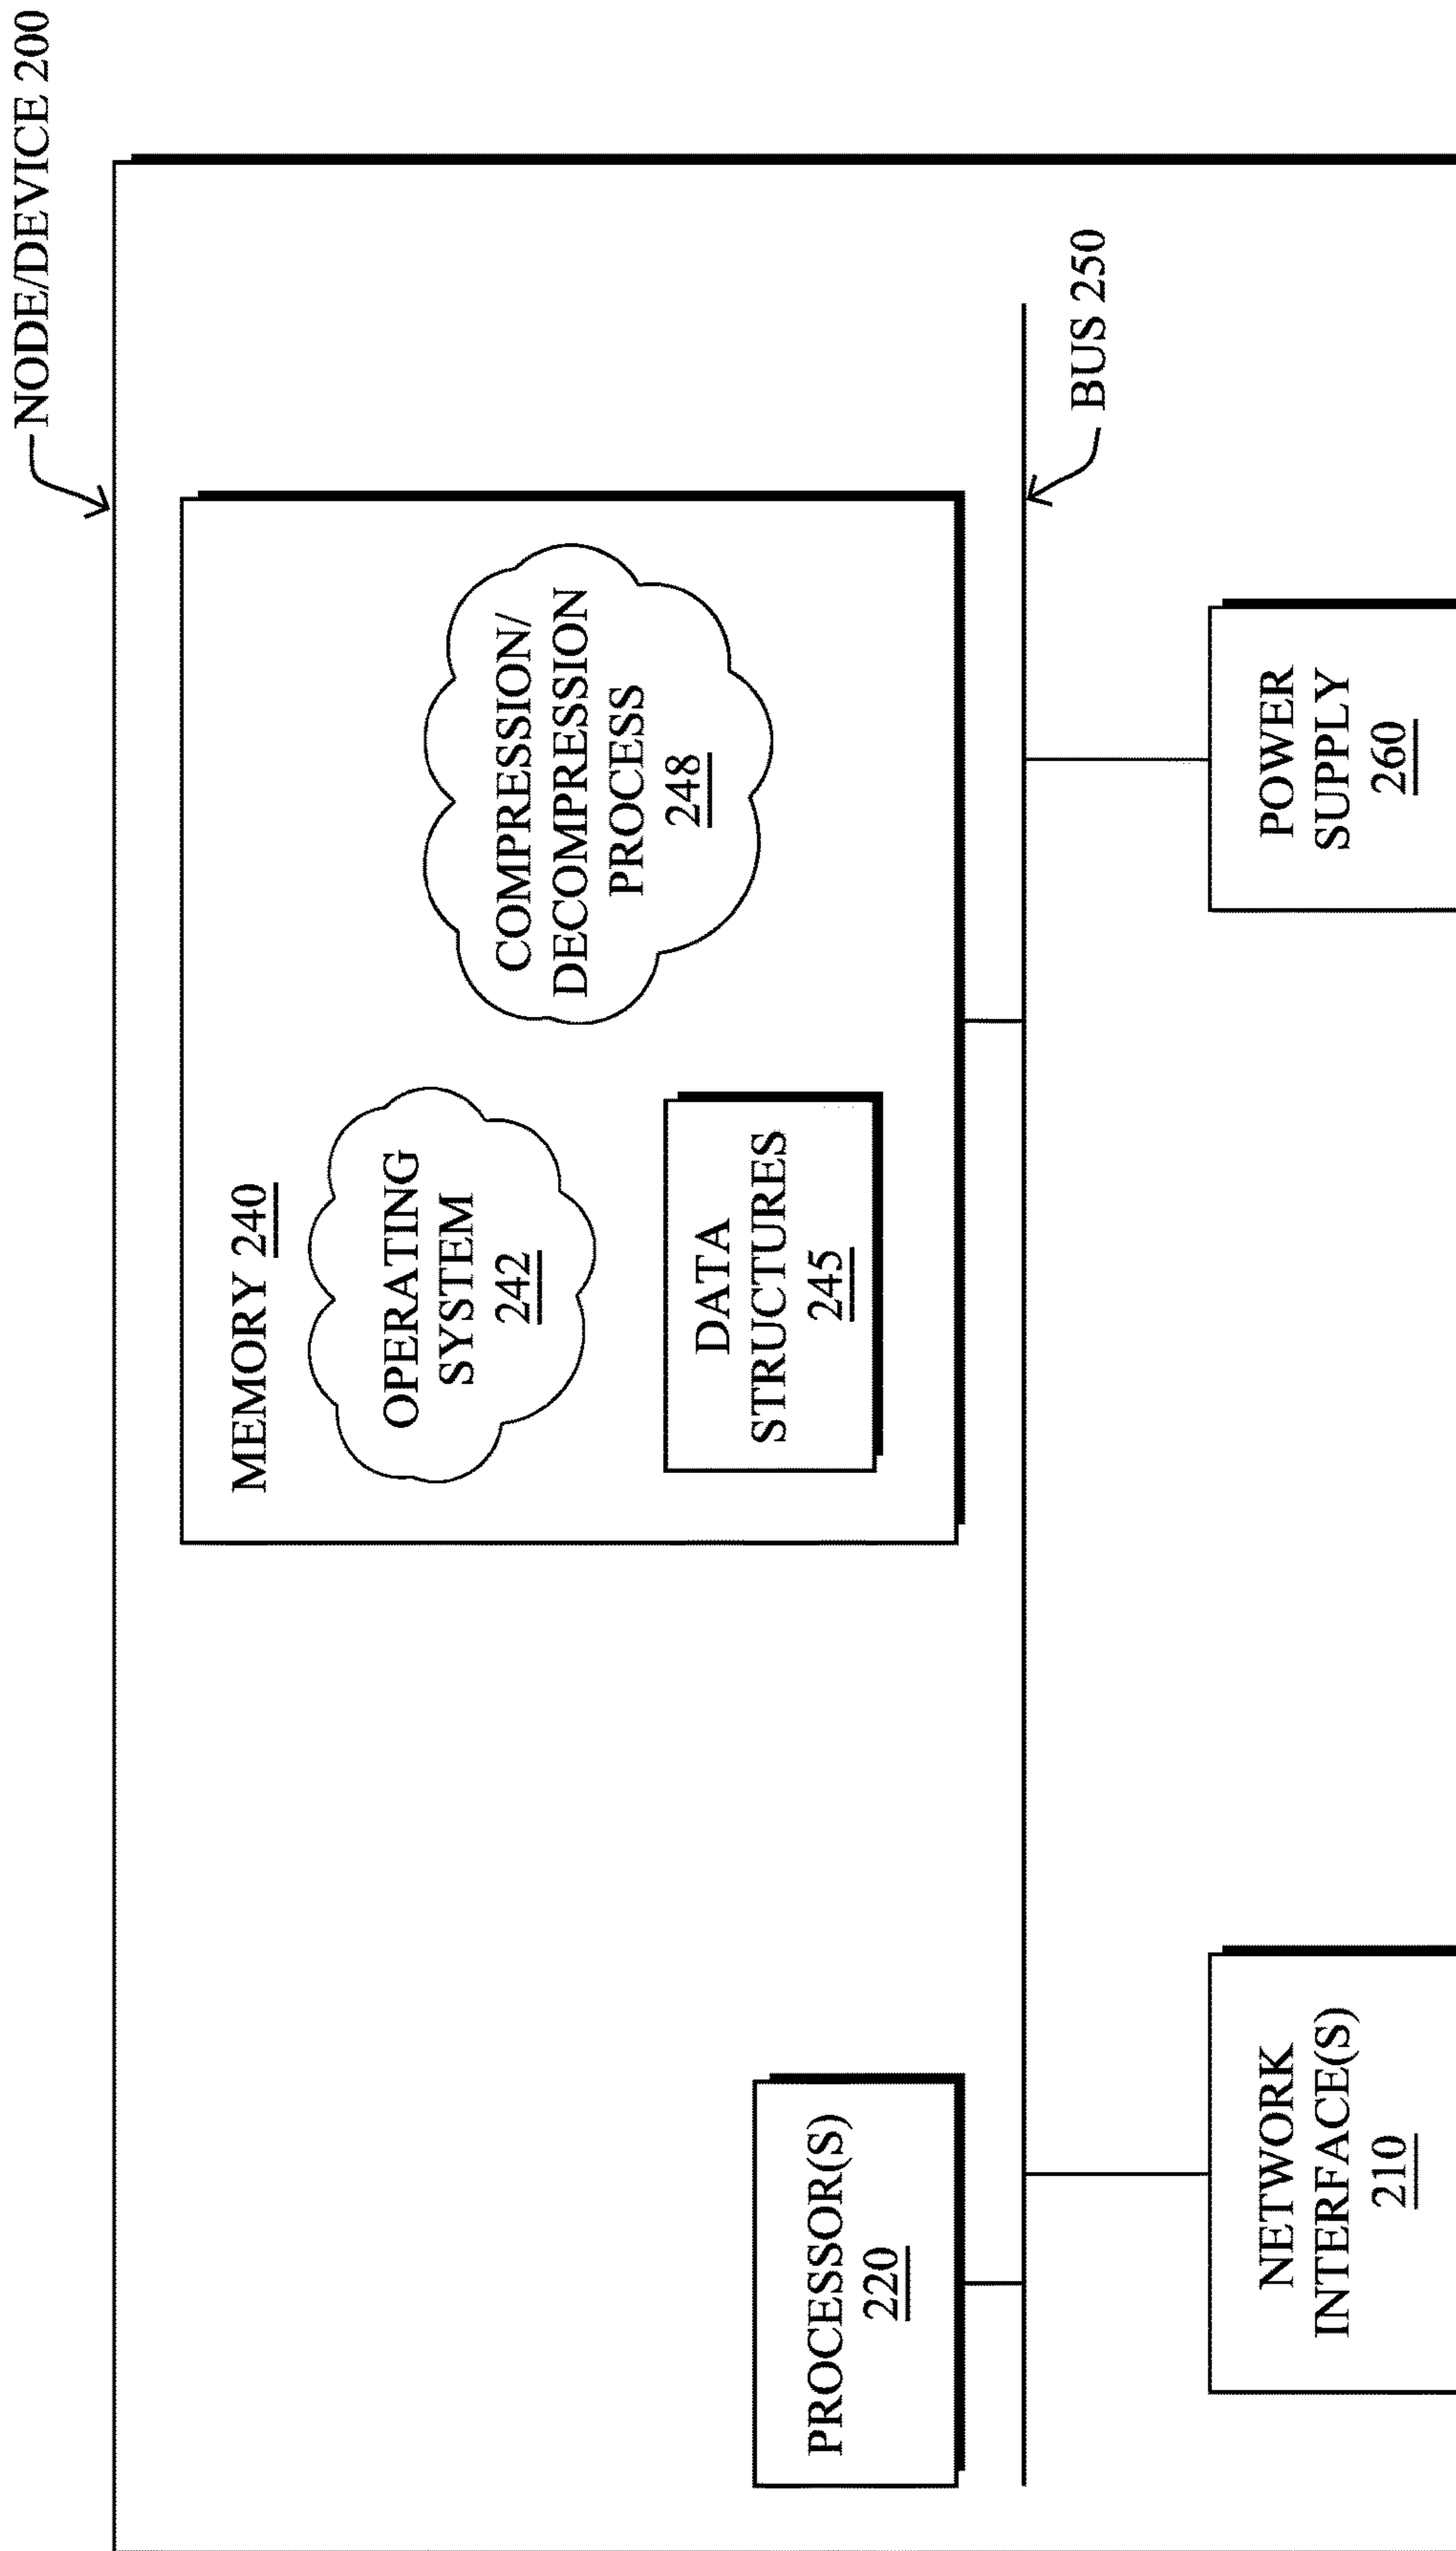 NODE/DEVICE 200
MEMORY 240
OPERATING
SYSTEM
242
COMPRESSION/
DECOMPRESSION
PROCESS
248
DATA
STRUCTURES
245
PROCESSOR(S)
220
BUS 250
NETWORK
INTERFACE(S)
210
POWER
SUPPLY
260